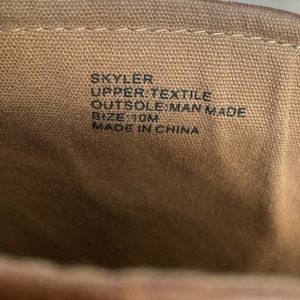 SKYLER
UPPER:TEXTILE
OUTSOLE:MAN MADE
SIZE:10M
MADE IN CHINA